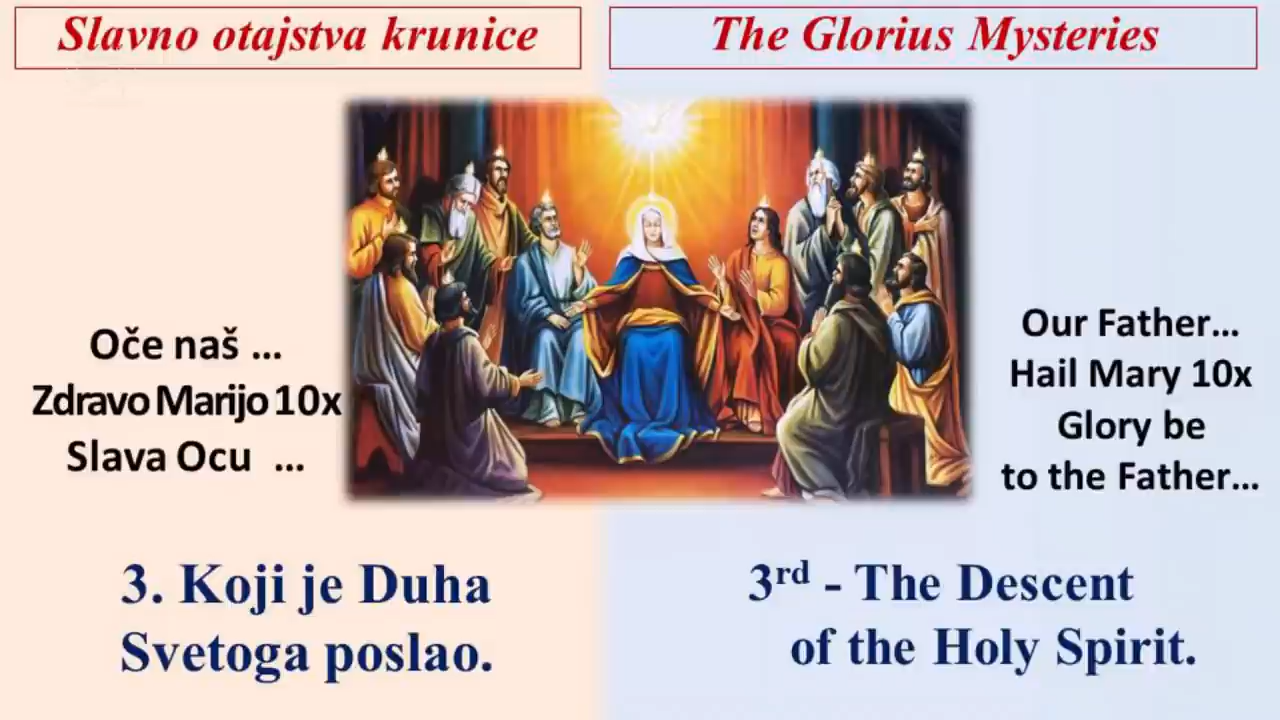 Slavno otajstva krunice
The Glorius Mysteries
Oče naš ...
Zdravo Marijo 10x
Slava Ocu ...
Our Father...
Hail Mary 10x
Glory be
to the Father...
3. Koji je Duha
Svetoga poslao.
3rd - The Descent
of the Holy Spirit.